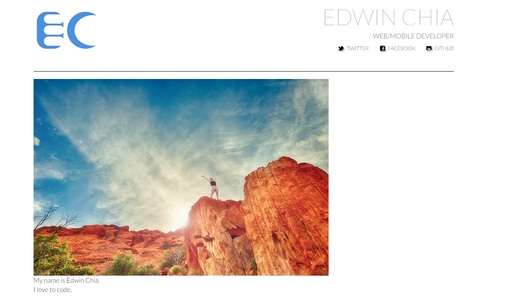 EC
EDWIN CHIA
WEB/MOBILE DEVELOPER
TWITTER FACEBOOK GITHUB
My name is Edwin Chia.
I love to code.